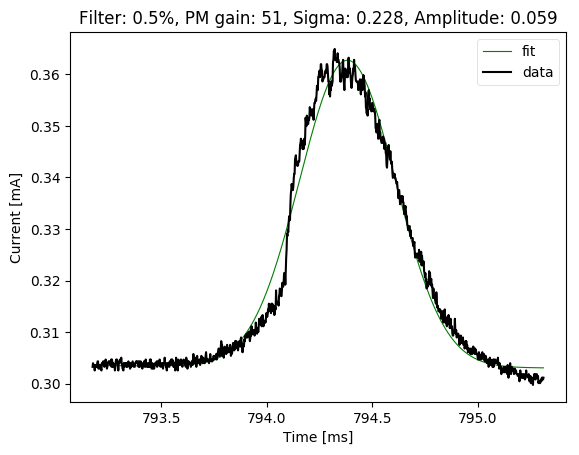 Filter: 0.5%, PM gain: 51, Sigma: 0.228, Amplitude: 0.059
fit
data
0.36
0.35
0.34
0.33
0.32
0.31
0.30
Current [mA]
793.5 794.0 794.5 795.0
Time [ms]